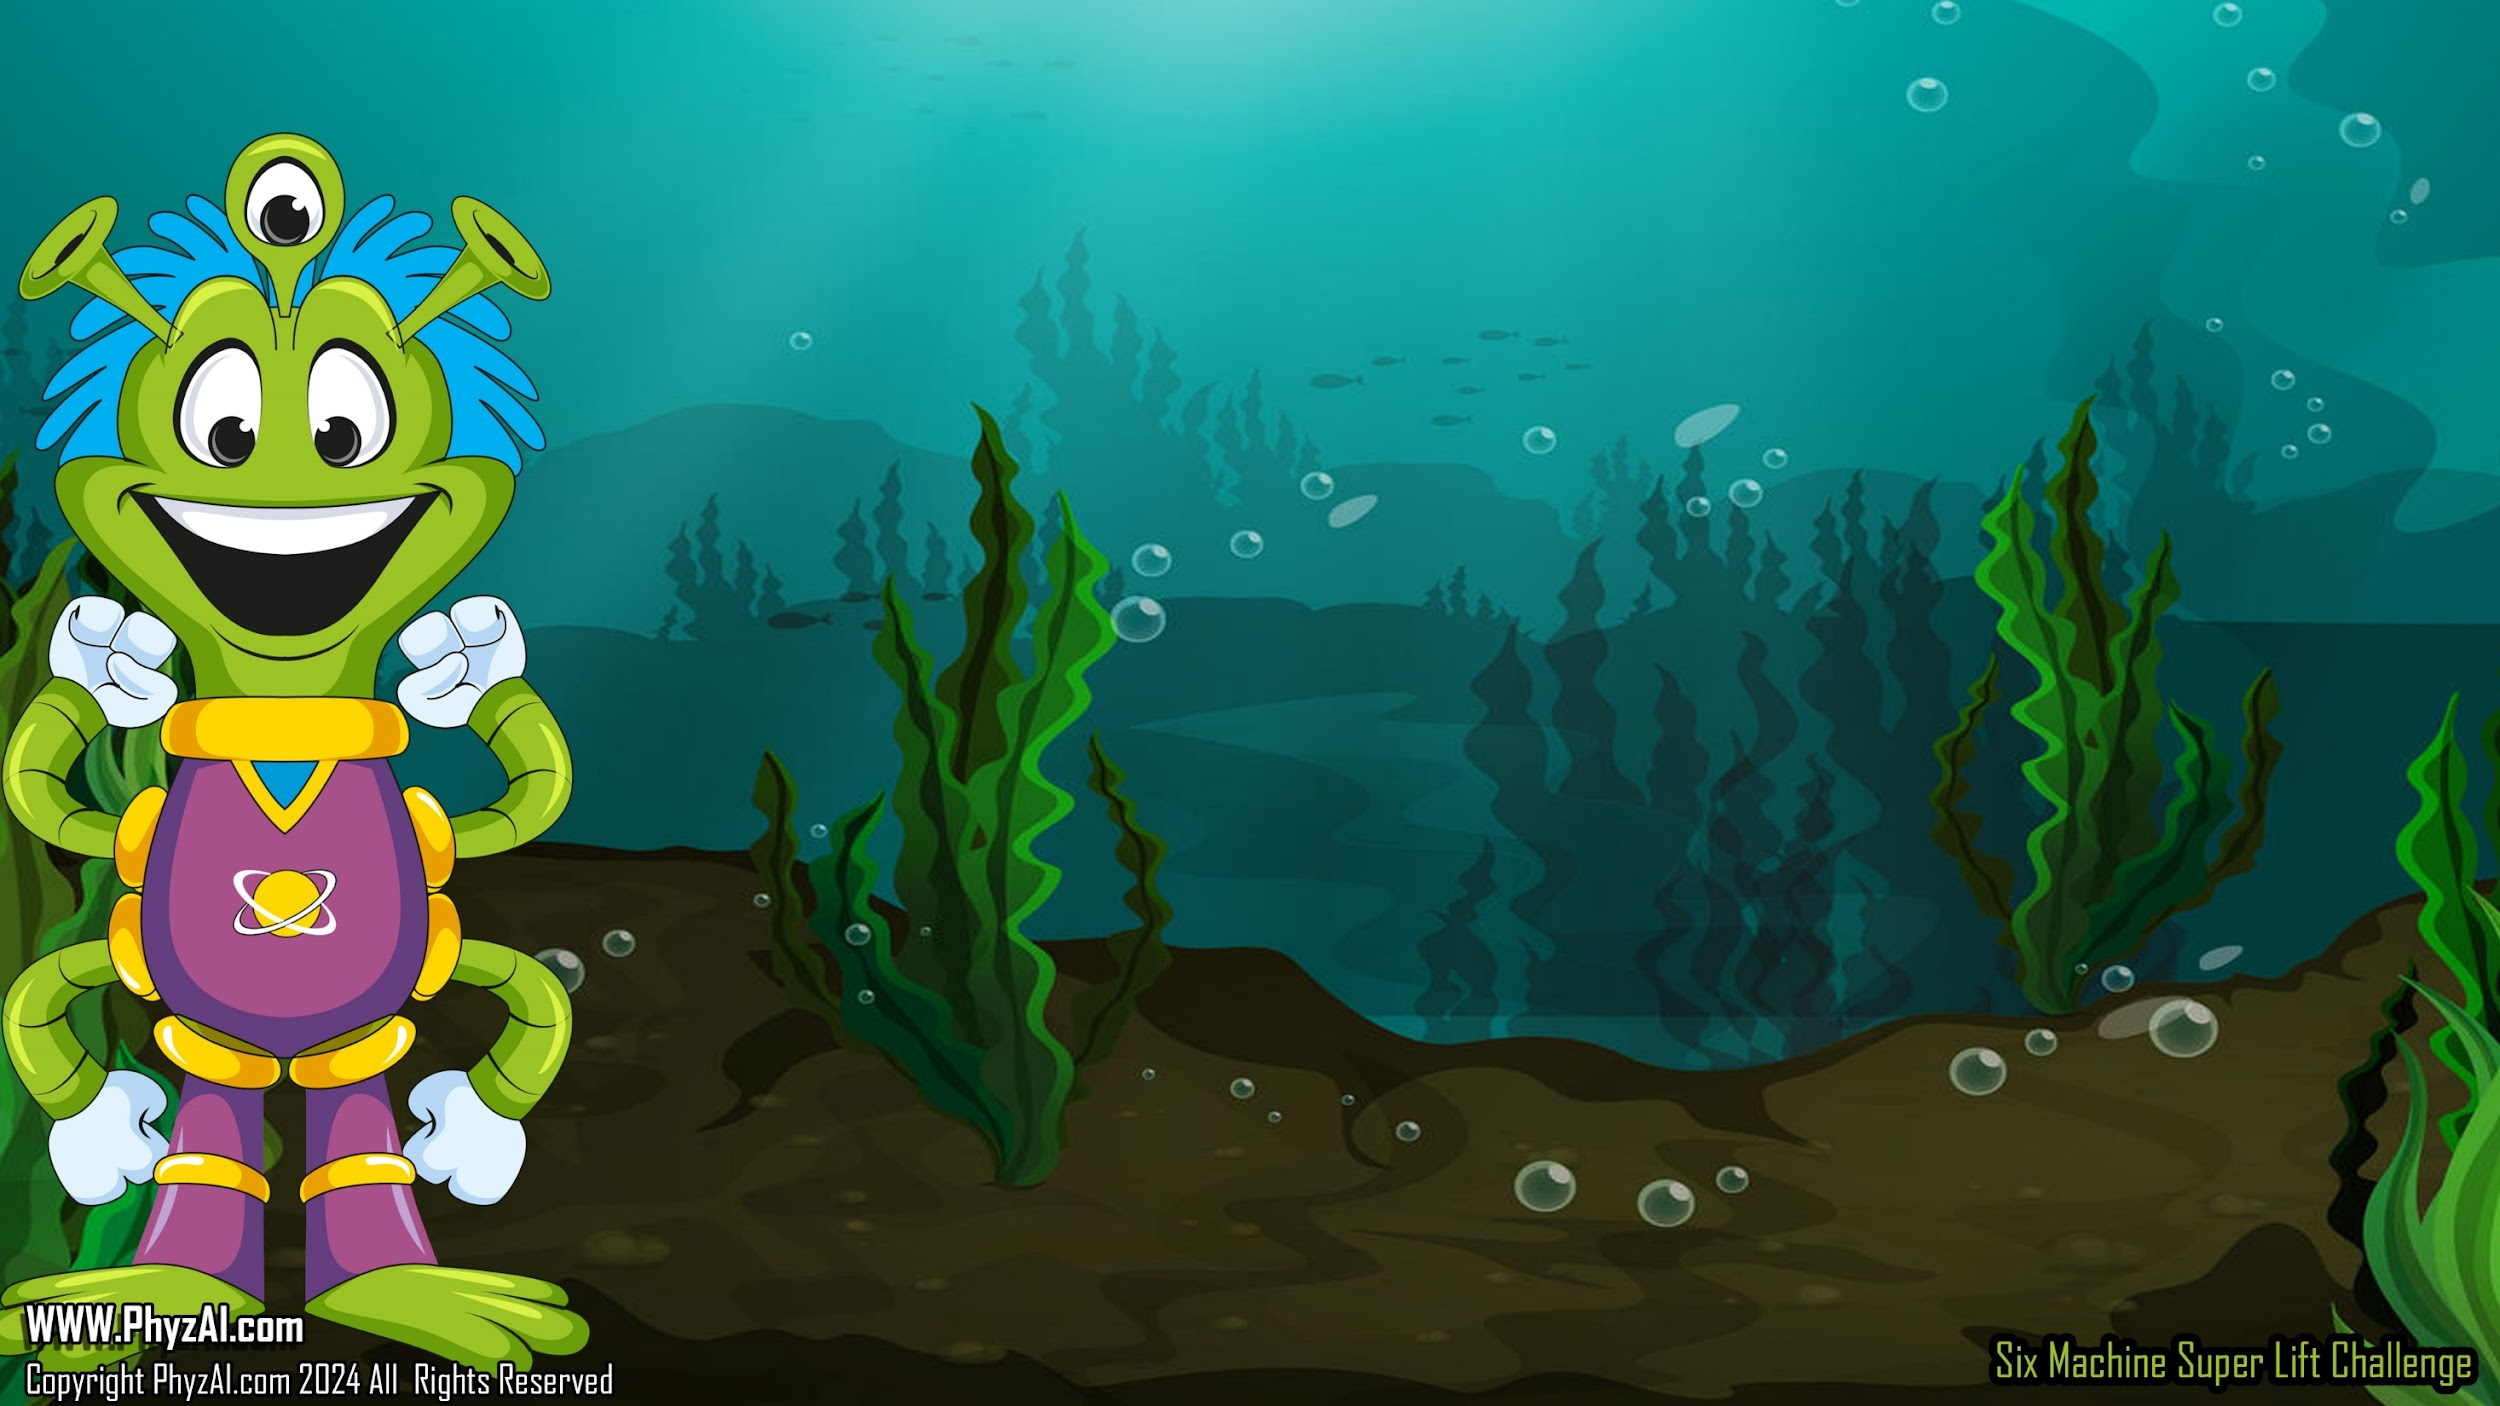 WWW.PhyzAI.com
Copyright PhyzAI.com 2024 All Rights Reserved
Six Machine Super Lift Challenge